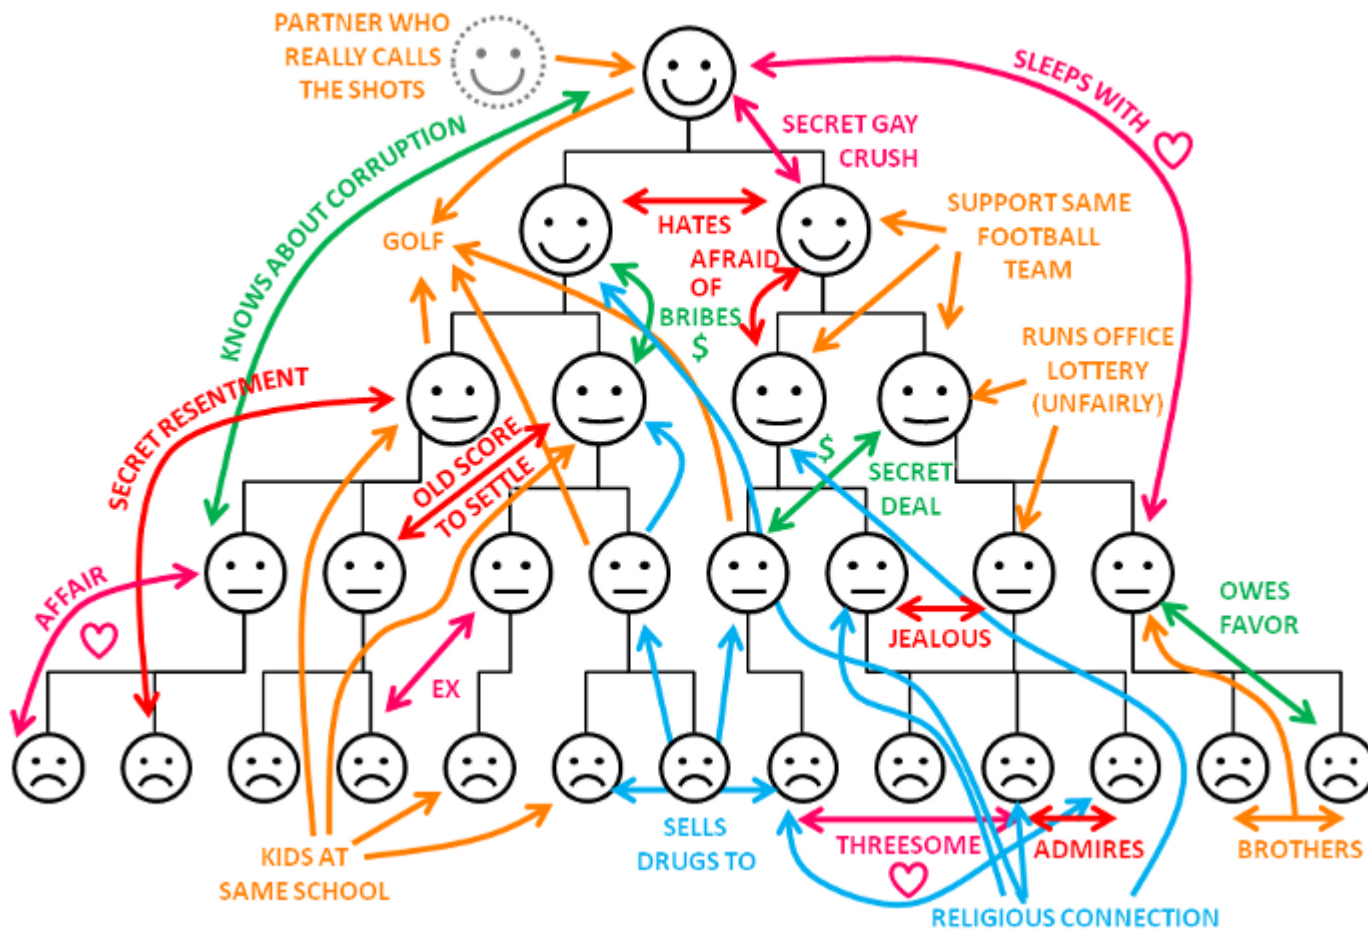 PARTNER WHO
REALLY CALLS
THE SHOTS
SLEEPS WITH
SECRET GAY
CRUSH
KNOWS ABOUT CORRUPTION
GOLF
HATES
SUPPORT SAME
FOOTBALL
TEAM
AFRAID
OF
BRIBES
$
RUNS OFFICE
LOTTERY
(UNFAIRLY)
SECRET RESENTMENT
OLD SCORE
TO SETTLE
$
SECRET
DEAL
AFFAIR
JEALOUS
OWES
FAVOR
EX
KIDS AT
SAME SCHOOL
SELLS
DRUGS TO
THREESOME
ADMIRES
BROTHERS
RELIGIOUS CONNECTION